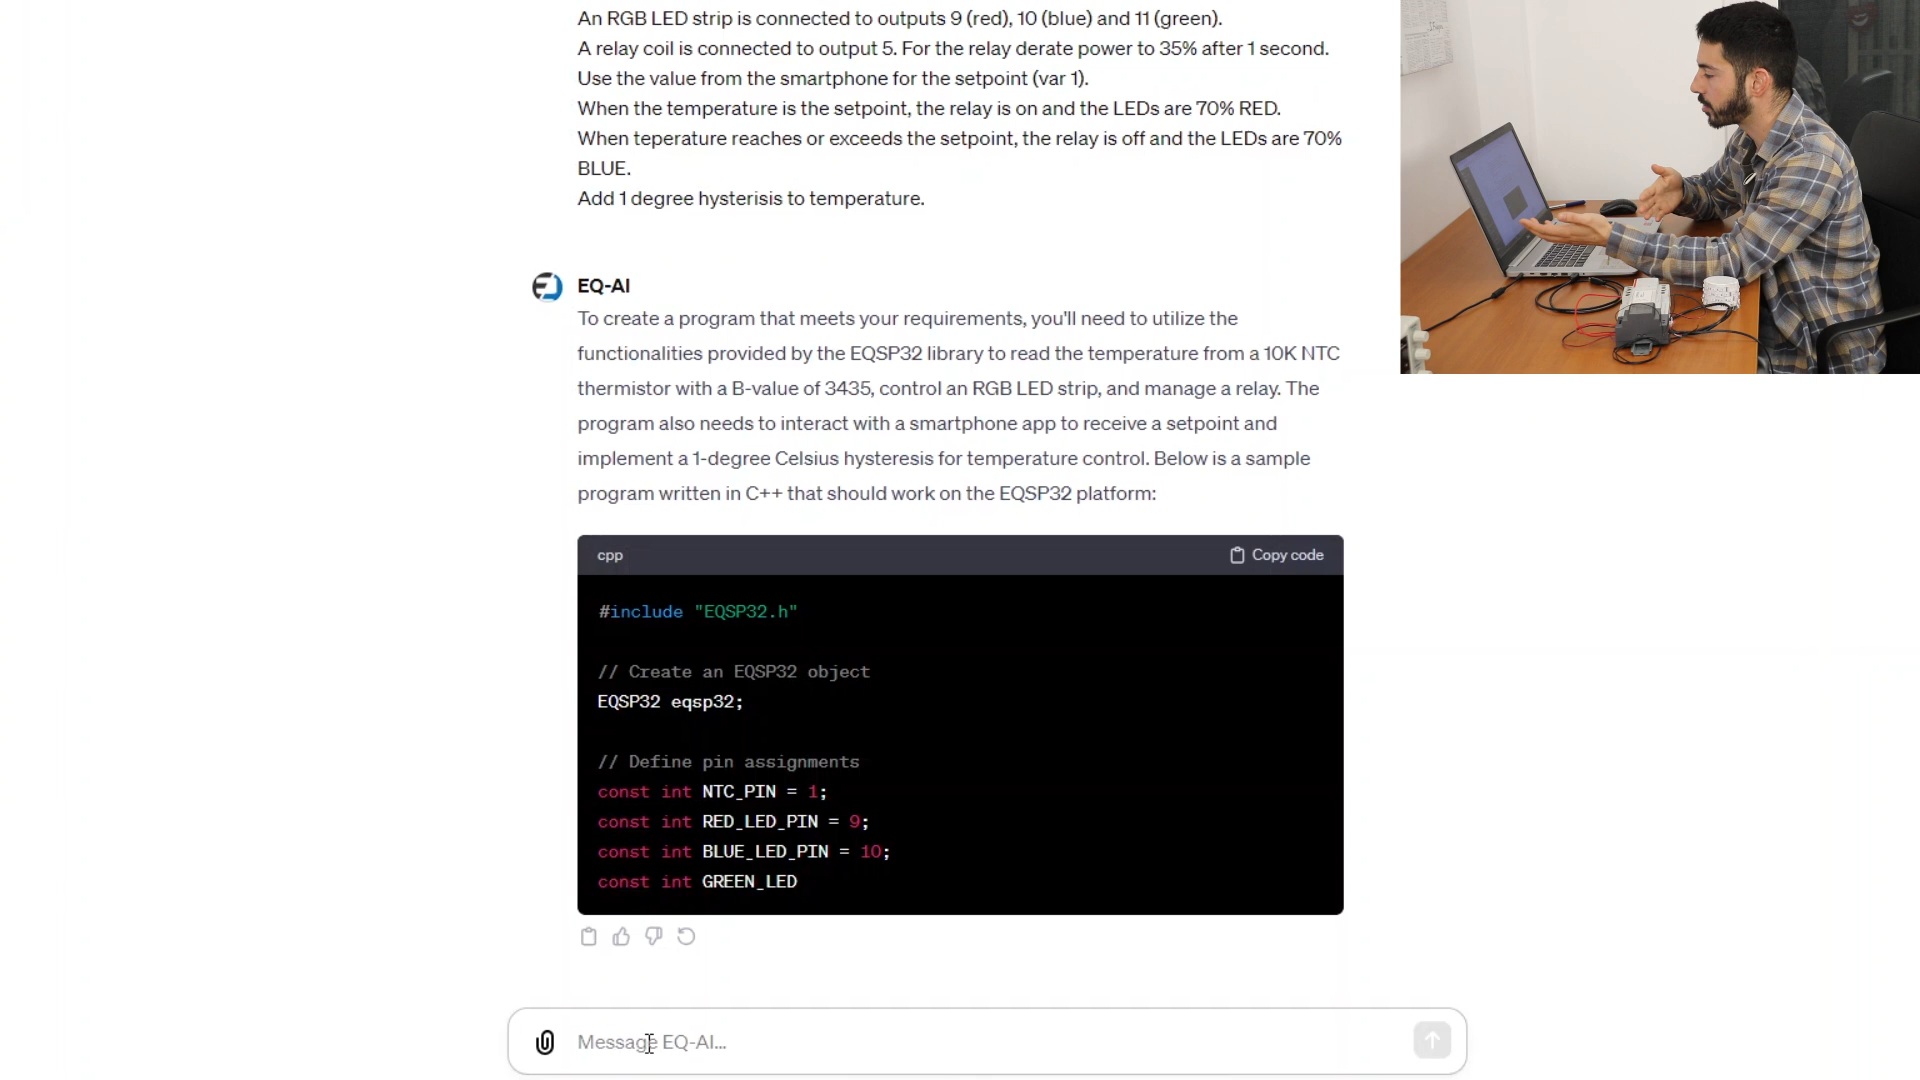 An RGB LED strip is connected to outputs 9 (red), 10 (blue) and 11 (green).
A relay coil is connected to output 5. For the relay derate power to 35% after 1 second.
Use the value from the smartphone for the setpoint (var 1).
When the temperature is the setpoint, the relay is on and the LEDs are 70% RED.
When teperature reaches or exceeds the setpoint, the relay is off and the LEDs are 70%
BLUE.
Add 1 degree hysterisis to temperature.
EQ-AI
To create a program that meets your requirements, you'll need to utilize the
functionalities provided by the EQSP32 library to read the temperature from a 10K NTC
thermistor with a B-value of 3435, control an RGB LED strip, and manage a relay. The
program also needs to interact with a smartphone app to receive a setpoint and
implement a 1-degree Celsius hysteresis for temperature control. Below is a sample
program written in C++ that should work on the EQSP32 platform:
cpp
Copy code
#include "EQSP32.h"
// Create an EQSP32 object
EQSP32 eqsp32;
// Define pin assignments
const int NTC_PIN = 1;
const int RED_LED_PIN = 9;
const int BLUE_LED_PIN = 10;
const int GREEN_LED
Message EQ-AI...